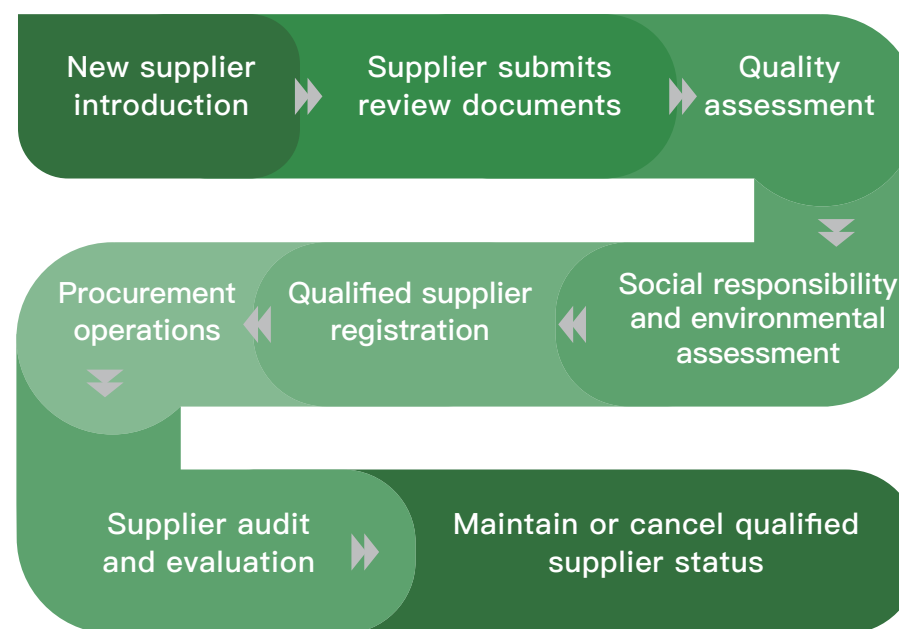 New supplier
introduction
Supplier submits
review documents
Quality
assessment
Social responsibility
and environmental
assessment
Qualified supplier
registration
Procurement
operations
Supplier audit
and evaluation
Maintain or cancel qualified
supplier status